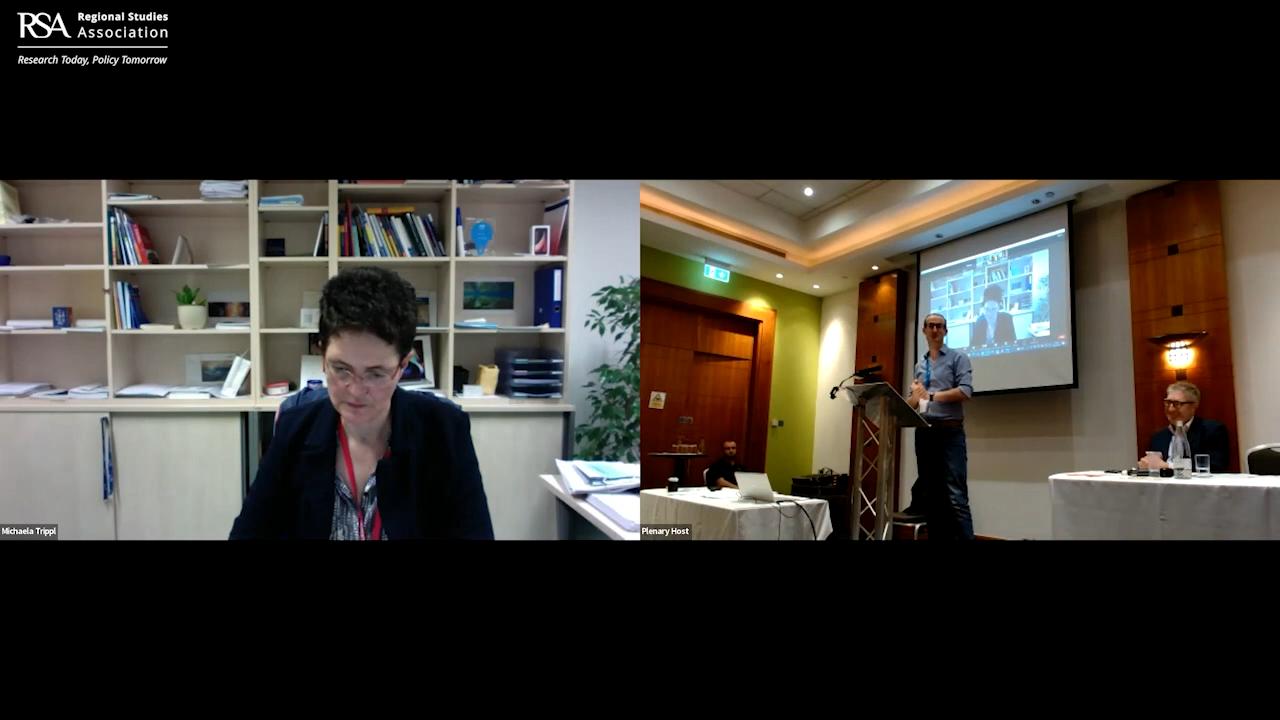 RSA Regional Studies
Association
Research Today, Policy Tomorrow
Michaela Trippl
Plenary Host